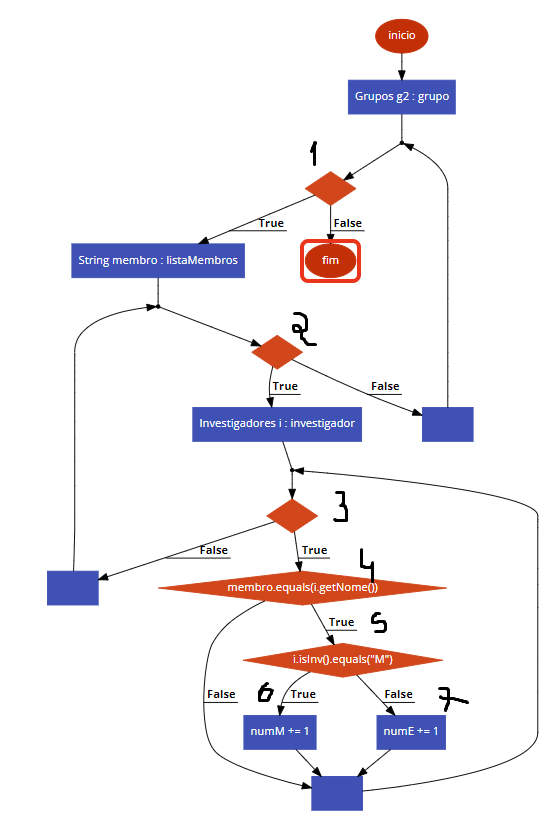 inicio
Grupos g2 : grupo
1
True
False
String membro : listaMembros
fim
2
True
False
Investigadores i : investigador
3
False
True
4
membro.equals(i.getNome())
True
5
i.isInv().equals("M")
False
6
True
False
7
numM += 1
numE += 1